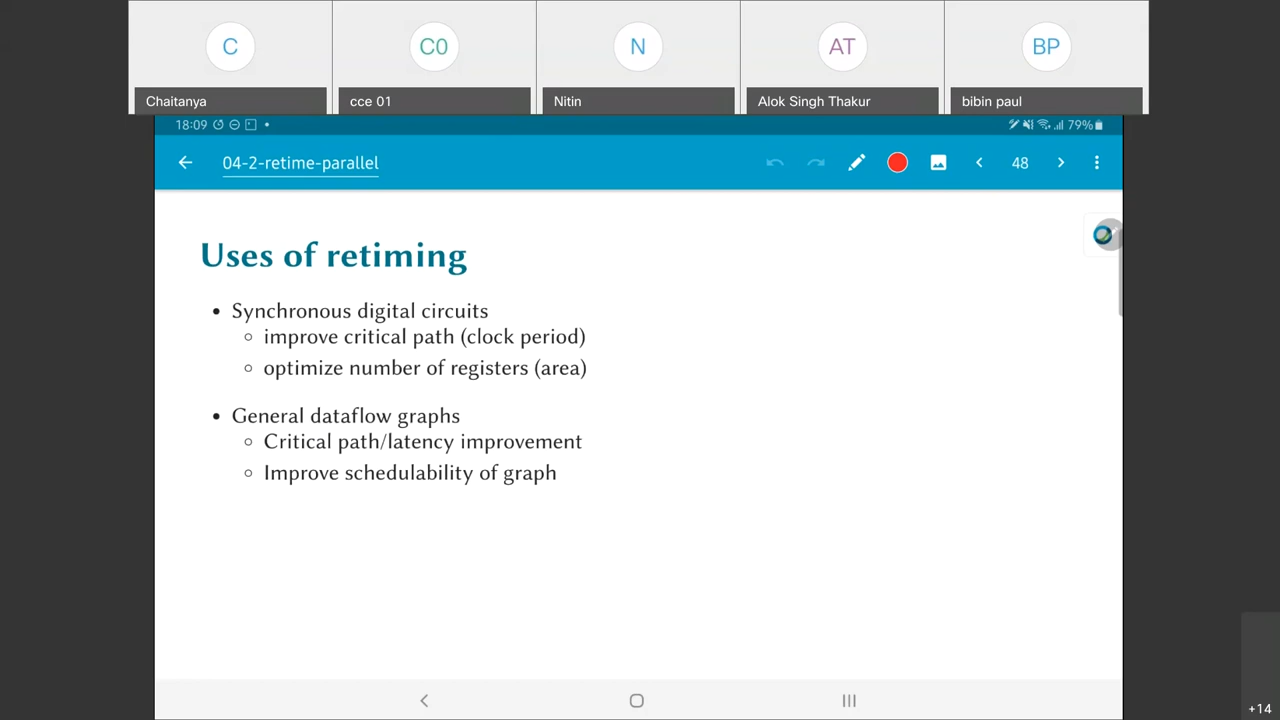 C
C0
N
AT
BP
Chaitanya
cce 01
Nitin
Alok Singh Thakur
bibin paul
18:09
79%
04-2-retime-parallel
48
Uses of retiming
• Synchronous digital circuits
○ improve critical path (clock period)
○ optimize number of registers (area)
• General dataflow graphs
○ Critical path/latency improvement
○ Improve schedulability of graph
+14